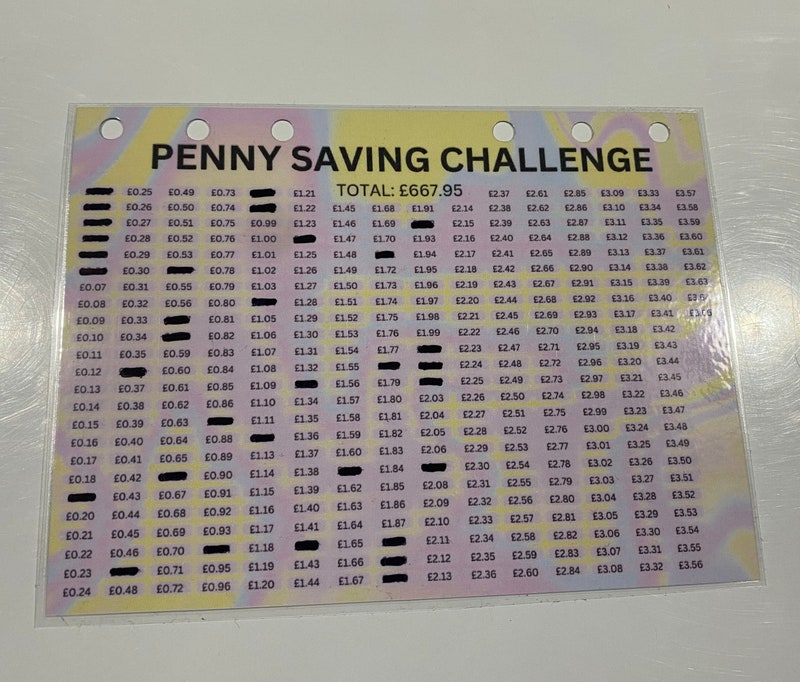 PENNY SAVING CHALLENGE
TOTAL: £667.95
£0.25 £0.49 £0.73 £1.21 £2.37 £2.61 £2.85 £3.09 £3.33 £3.57
£0.26 £0.50 £0.74 £1.22 £1.45 £1.68 £1.91 £2.14 £2.38 £2.62 £2.86 £3.10 £3.34 £3.58
£0.27 £0.51 £0.75 £0.99 £1.23 £1.46 £1.69 £2.15 £2.39 £2.63 £2.87 £3.11 £3.35 £3.59
£0.28 £0.52 £0.76 £1.00 £1.47 £1.70 £1.93 £2.16 £2.40 £2.64 £2.88 £3.12 £3.36 £3.60
£0.29 £0.53 £0.77 £1.01 £1.25 £1.48 £1.94 £2.17 £2.41 £2.65 £2.89 £3.13 £3.37 £3.61
£0.30 £0.78 £1.02 £1.26 £1.49 £1.72 £1.95 £2.18 £2.42 £2.66 £2.90 £3.14 £3.38 £3.62
£0.07 £0.31 £0.55 £0.79 £1.03 £1.27 £1.50 £1.73 £1.96 £2.19 £2.43 £2.67 £2.91 £3.15 £3.39 £3.63
£0.08 £0.32 £0.56 £0.80 £1.28 £1.51 £1.74 £1.97 £2.20 £2.44 £2.68 £2.92 £3.16 £3.40
£0.09 £0.33 £0.81 £1.05 £1.29 £1.52 £1.75 £1.98 £2.21 £2.45 £2.69 £2.93 £3.17 £3.41
£0.10 £0.34 £0.82 £1.06 £1.30 £1.53 £1.76 £1.99 £2.22 £2.46 £2.70 £2.94 £3.18 £3.42
£0.11 £0.35 £0.59 £0.83 £1.07 £1.31 £1.54 £1.77 £2.23 £2.47 £2.71 £2.95 £3.19 £3.43
£0.12 £0.60 £0.84 £1.08 £1.32 £1.55 £2.24 £2.48 £2.72 £2.96 £3.20 £3.44
£0.13 £0.37 £0.61 £0.85 £1.09 £1.56 £1.79 £2.25 £2.49 £2.73 £2.97 £3.21 £3.45
£0.14 £0.38 £0.62 £0.86 £1.10 £1.34 £1.57 £1.80 £2.03 £2.26 £2.50 £2.74 £2.98 £3.22 £3.46
£0.15 £0.39 £0.63 £1.11 £1.35 £1.58 £1.81 £2.04 £2.27 £2.51 £2.75 £2.99 £3.23 £3.47
£0.16 £0.40 £0.64 £0.88 £1.36 £1.59 £1.82 £2.05 £2.28 £2.52 £2.76 £3.00 £3.24 £3.48
£0.17 £0.41 £0.65 £0.89 £1.13 £1.37 £1.60 £1.83 £2.06 £2.29 £2.53 £2.77 £3.01 £3.25 £3.49
£0.18 £0.42 £0.90 £1.14 £1.38 £1.84 £2.30 £2.54 £2.78 £3.02 £3.26 £3.50
£0.43 £0.67 £0.91 £1.15 £1.39 £1.62 £1.85 £2.08 £2.31 £2.55 £2.79 £3.03 £3.27 £3.51
£0.20 £0.44 £0.68 £0.92 £1.16 £1.40 £1.63 £1.86 £2.09 £2.32 £2.56 £2.80 £3.04 £3.28 £3.52
£0.21 £0.45 £0.69 £0.93 £1.17 £1.41 £1.64 £1.87 £2.10 £2.33 £2.57 £2.81 £3.05 £3.29 £3.53
£0.22 £0.46 £0.70 £1.18 £1.65 £2.11 £2.34 £2.58 £2.82 £3.06 £3.30 £3.54
£0.23 £0.71 £0.95 £1.19 £1.43 £1.66 £2.12 £2.35 £2.59 £2.83 £3.07 £3.31 £3.55
£0.24 £0.48 £0.72 £0.96 £1.20 £1.44 £1.67 £2.13 £2.36 £2.60 £2.84 £3.08 £3.32 £3.56